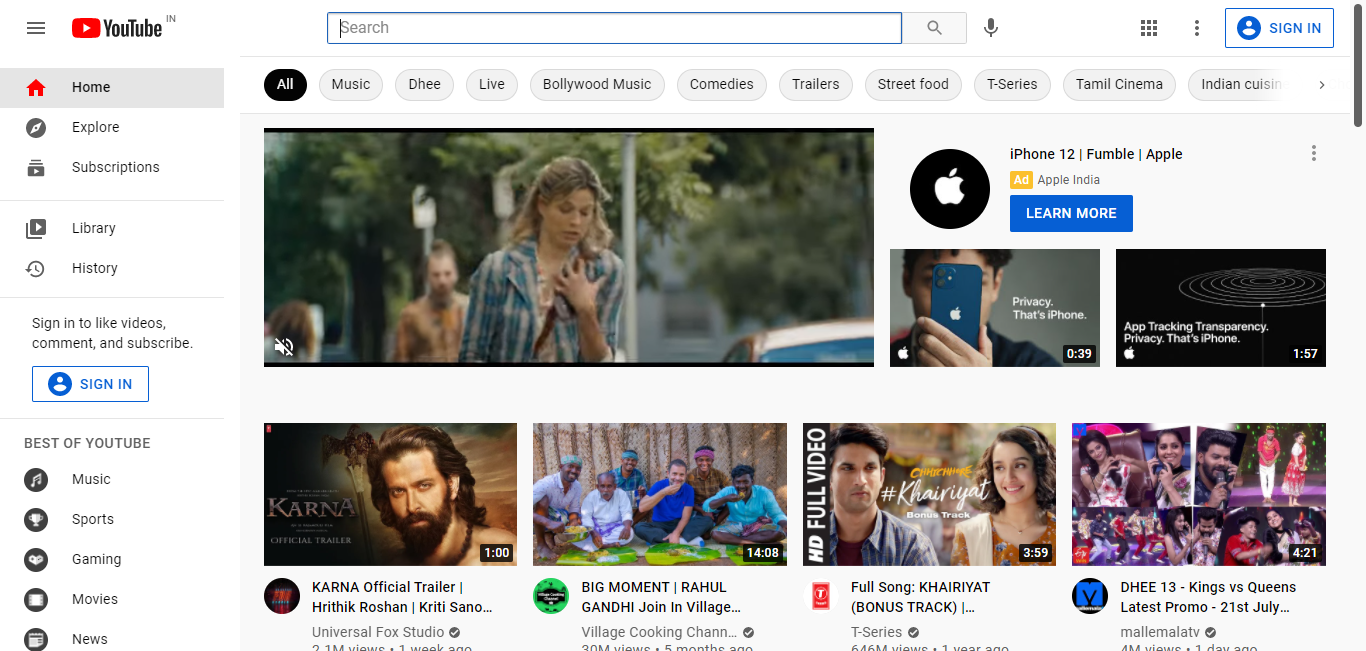 YouTube IN
Search
SIGN IN
Home
Explore
Subscriptions
Library
History
Sign in to like videos,
comment, and subscribe.
SIGN IN
BEST OF YOUTUBE
Music
Sports
Gaming
Movies
News
All Music Dhee Live Bollywood Music Comedies Trailers Street food T-Series Tamil Cinema Indian cuisin
iPhone 12 | Fumble | Apple
Ad Apple India
LEARN MORE
Privacy.
That's iPhone.
0:39
App Tracking Transparency.
Privacy. That's iPhone.
1:57
KARNA
OFFICIAL TRAILER
1:00
KARNA Official Trailer |
Hrithik Roshan | Kriti Sano...
Universal Fox Studio
2.1M views • 1 week ago
14:08
Village Cooking
Channel
BIG MOMENT | RAHUL
GANDHI Join In Village...
Village Cooking Chann...
30M views • 5 months ago
HD FULL VIDEO
CHHICHHORE
#Khairiyat
Bonus Track
3:59
Full Song: KHAIRIYAT
(BONUS TRACK) |...
T-Series
646M views • 1 year ago
4:21
mallemalatv
DHEE 13 - Kings vs Queens
Latest Promo - 21st July...
mallemalatv
4M views • 1 day ago